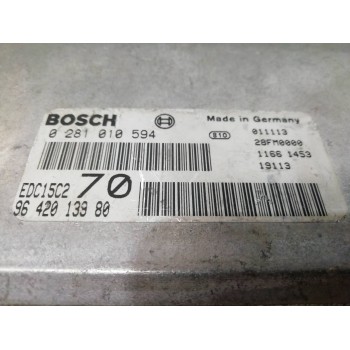 BOSCH
0 281 010 594
Made in Germany
B10
011113
28FM0000
1166 1453
19113
EDC15C2 70
96 420 139 80